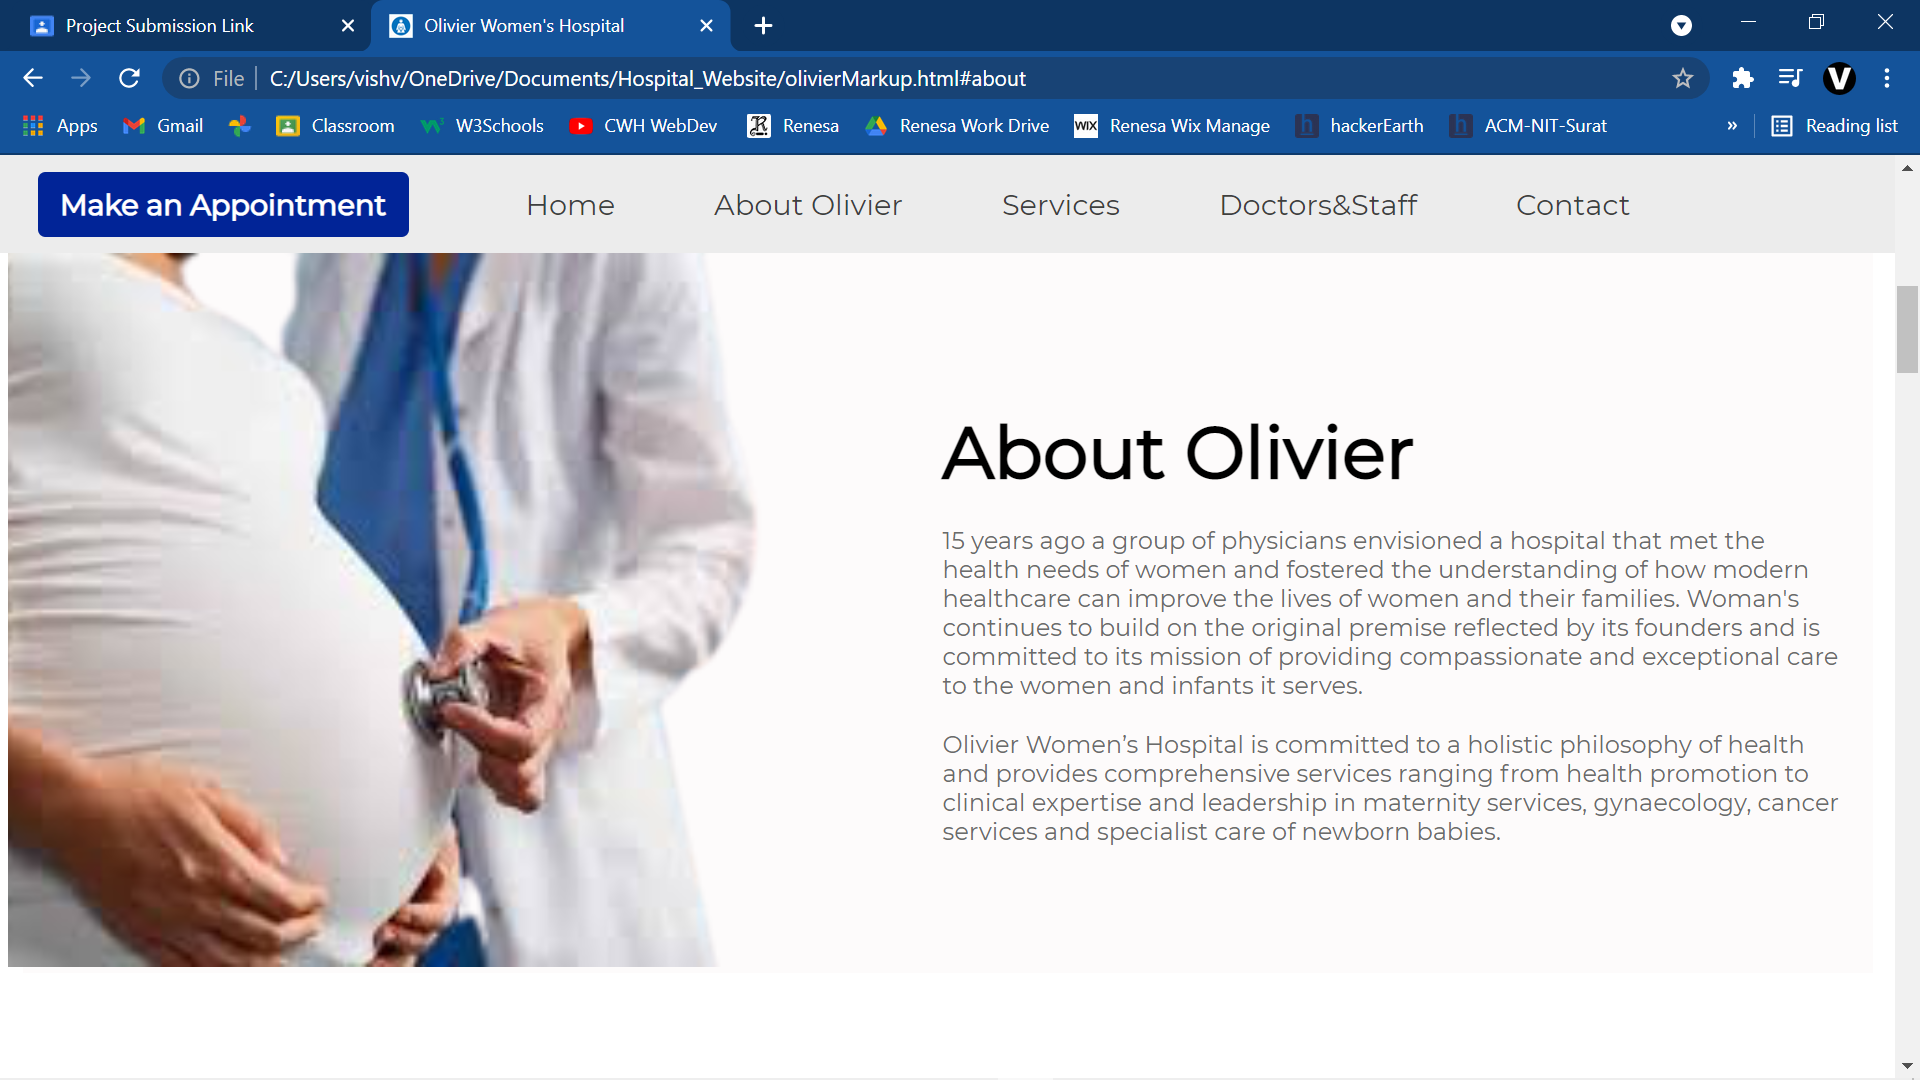 Project Submission Link
Olivier Women's Hospital
File C:/Users/vishv/OneDrive/Documents/Hospital_Website/olivierMarkup.html#about
V
Apps Gmail Classroom W3Schools CWH WebDev Renesa Renesa Work Drive WIX Renesa Wix Manage h hackerEarth h ACM-NIT-Surat » Reading list
Make an Appointment Home About Olivier Services Doctors&Staff Contact
About Olivier
15 years ago a group of physicians envisioned a hospital that met the
health needs of women and fostered the understanding of how modern
healthcare can improve the lives of women and their families. Woman's
continues to build on the original premise reflected by its founders and is
committed to its mission of providing compassionate and exceptional care
to the women and infants it serves.
Olivier Women’s Hospital is committed to a holistic philosophy of health
and provides comprehensive services ranging from health promotion to
clinical expertise and leadership in maternity services, gynaecology, cancer
services and specialist care of newborn babies.